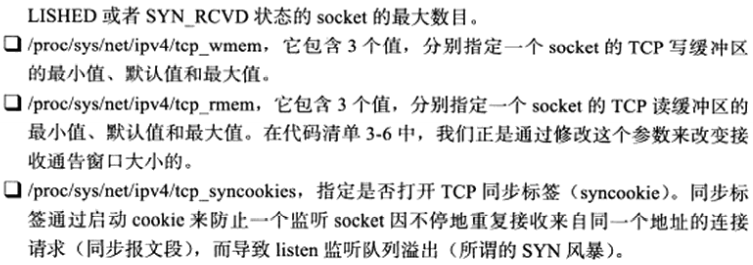 LISHED 或者 SYN_RCVD 状态的 socket 的最大数目。
❑ /proc/sys/net/ipv4/tcp_wmem，它包含 3 个值，分别指定一个 socket 的 TCP 写缓冲区
的最小值、默认值和最大值。
❑ /proc/sys/net/ipv4/tcp_rmem，它包含 3 个值，分别指定一个 socket 的 TCP 读缓冲区的
最小值、默认值和最大值。在代码清单 3-6 中，我们正是通过修改这个参数来改变接
收通告窗口大小的。
❑ /proc/sys/net/ipv4/tcp_syncookies，指定是否打开 TCP 同步标签（syncookie）。同步标
签通过启动 cookie 来防止一个监听 socket 因不停地重复接收来自同一个地址的连接
请求（同步报文段），而导致 listen 监听队列溢出（所谓的 SYN 风暴）。